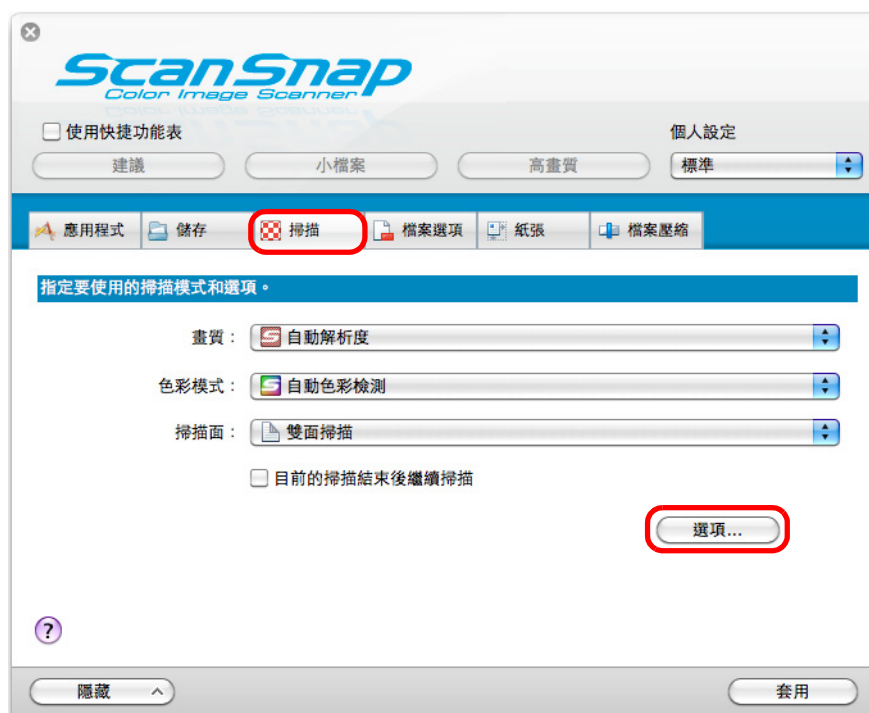 ScanSnap
Color Image Scanner
使用快捷功能表
個人設定
建議 小檔案 高畫質 標準
應用程式 儲存 掃描 檔案選項 紙張 檔案壓縮
指定要使用的掃描模式和選項。
畫質： 自動解析度
色彩模式： 自動色彩檢測
掃描面： 雙面掃描
目前的掃描結束後繼續掃描
選項...
?
隱藏 套用